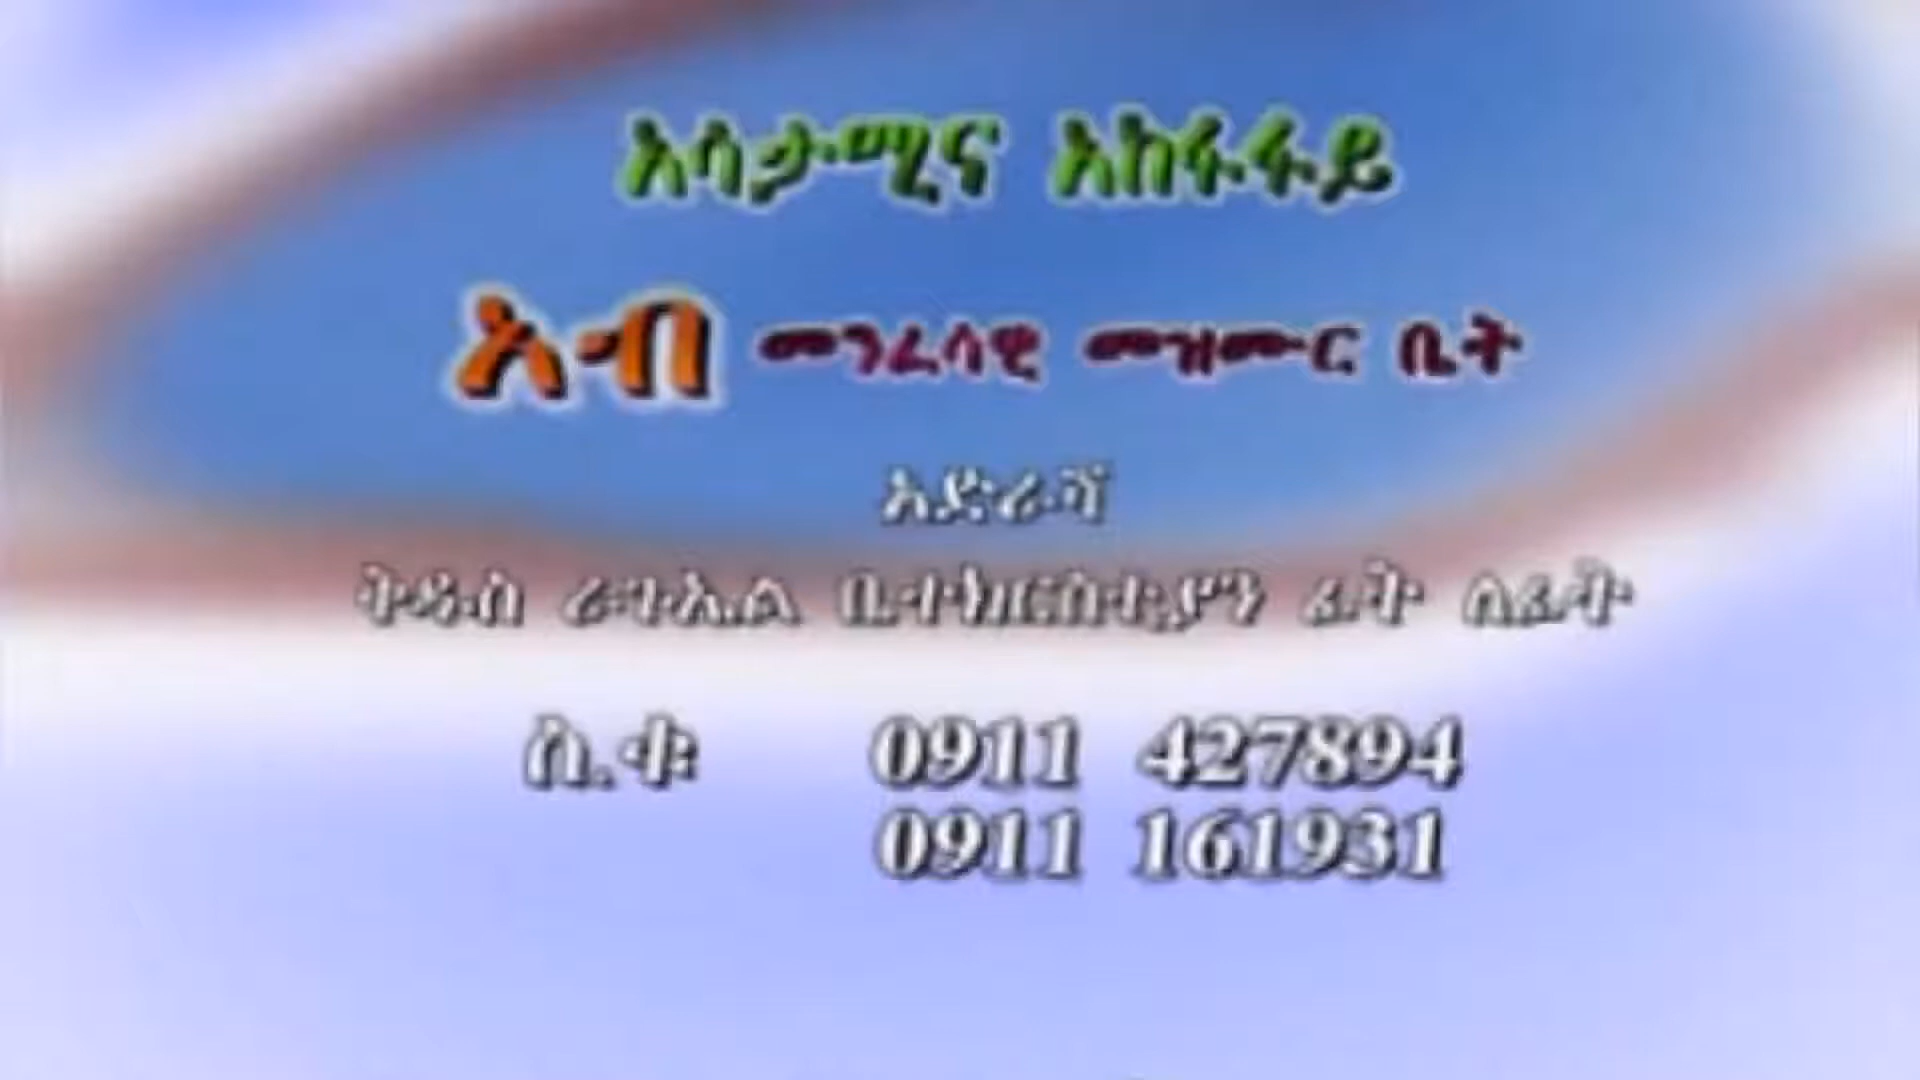 አሳታሚና አከፋፋይ
አብ መንፈሳዊ መዝሙር ቤት
አድራሻ
ቅዱስ ራጉኤል ቤተክርስቲያን ፊት ለፊት
ስ.ቁ 0911 427894
0911 161931